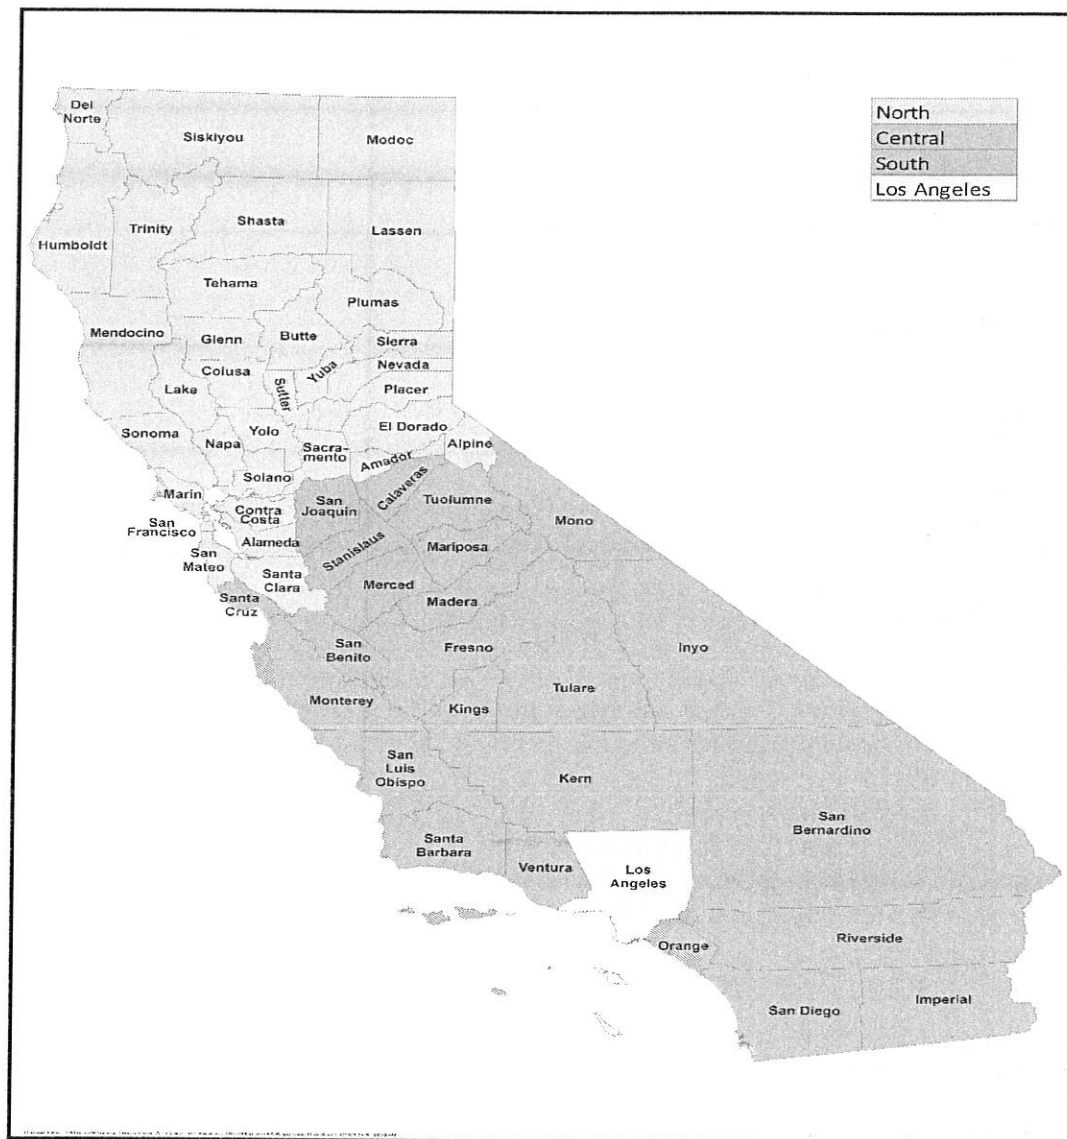 Del
Norte
Siskiyou
Modoc
North
Central
South
Los Angeles
Humboldt
Trinity
Shasta
Lassen
Tehama
Plumas
Mendocino
Glenn
Butte
Sierra
Colusa
Yuba
Nevada
Lake
Sutter
Placer
Sonoma
Napa
Yolo
Sacra-
mento
El Dorado
Alpine
Amador
Solano
Marin
Contra
Costa
San
Joaquin
Calaveras
Tuolumne
Mono
San
Francisco
Alameda
Stanislaus
Mariposa
San
Mateo
Santa
Clara
Merced
Santa
Cruz
Madera
San
Benito
Fresno
Inyo
Monterey
Kings
Tulare
San
Luis
Obispo
Kern
San
Bernardino
Santa
Barbara
Ventura
Los
Angeles
Orange
Riverside
San Diego
Imperial